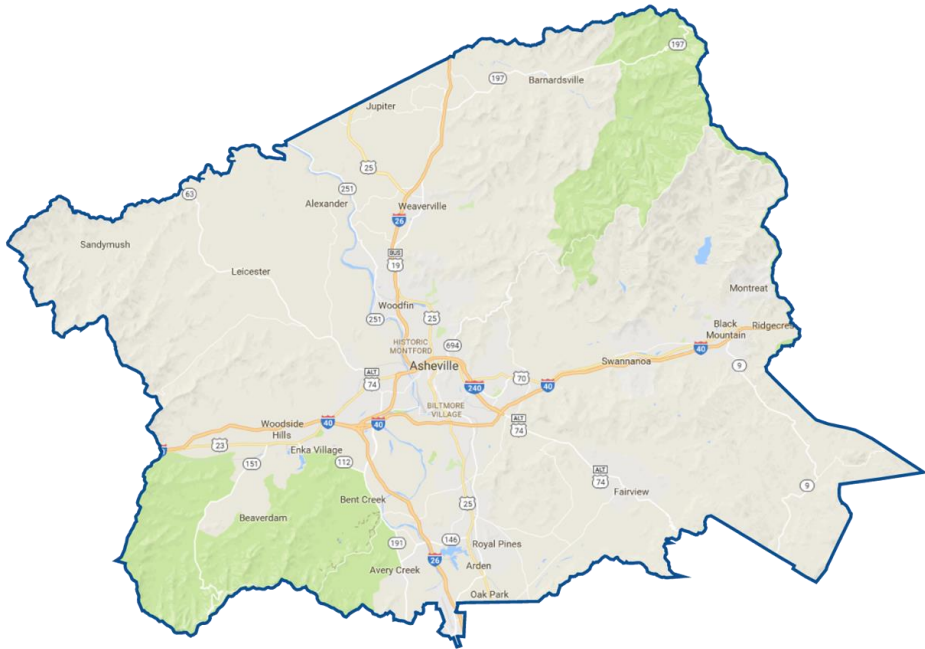 197
197
Barnardsville
Jupiter
25
251
63
Alexander
Weaverville
26
Sandymush
BUS
19
Leicester
Montreat
Woodfin
251
25
Black
Mountain
Ridgecres
HISTORIC
MONTFORD
694
40
Swannanoa
Asheville
9
ALT
74
70
240
40
BILTMORE
VILLAGE
Woodside
Hills
40
40
ALT
74
23
Enka Village
151
112
ALT
74
9
Fairview
Bent Creek
25
Beaverdam
191
146
Royal Pines
26
Avery Creek
Arden
Oak Park